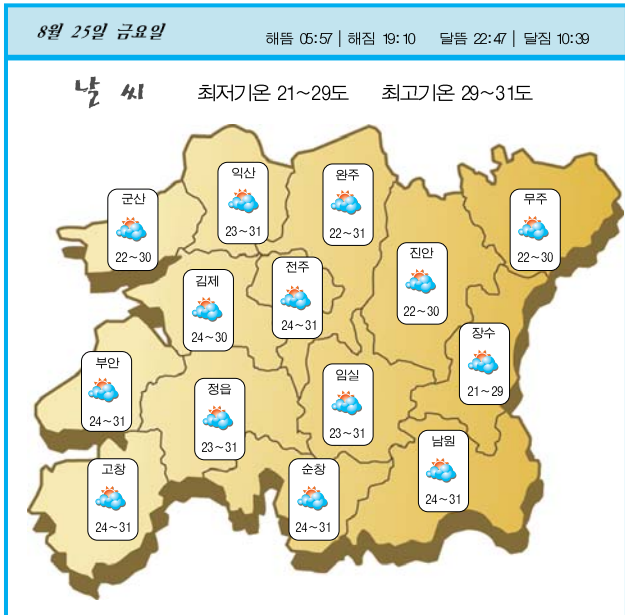 8월 25일 금요일
해뜸 05:57 | 해짐 19:10 달뜸 22:47 | 달짐 10:39
날 씨 최저기온 21~29도 최고기온 29~31도
익산
23~31
완주
22~31
군산
22~30
무주
22~30
진안
22~30
전주
24~31
김제
24~30
장수
21~29
부안
24~31
임실
23~31
정읍
23~31
남원
24~31
고창
24~31
순창
24~31